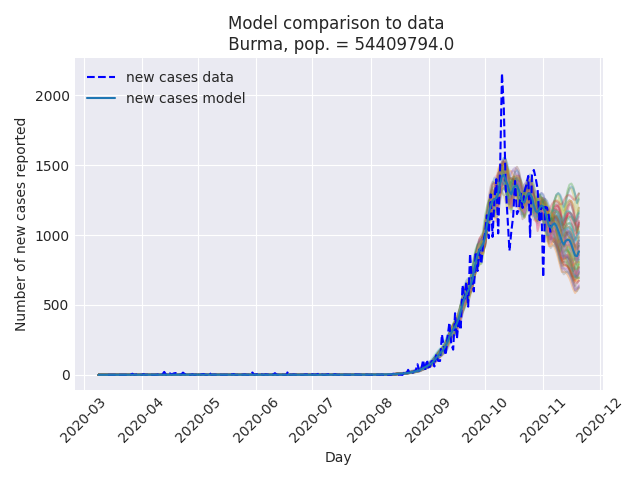 Model comparison to data
Burma, pop. = 54409794.0
new cases data
new cases model
Number of new cases reported
2000
1500
1000
500
0
2020-03
2020-04
2020-05
2020-06
2020-07
2020-08
2020-09
2020-10
2020-11
2020-12
Day